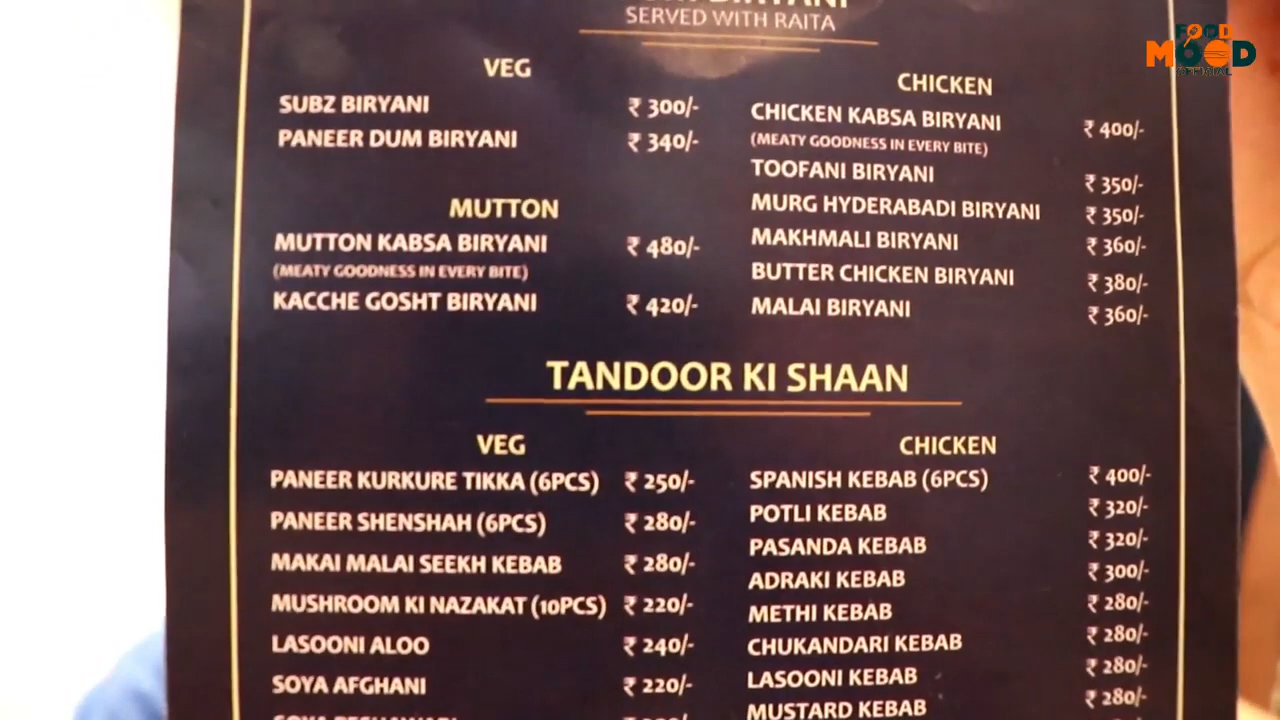 BIRYANI
SERVED WITH RAITA
VEG
SUBZ BIRYANI ₹ 300/-
PANEER DUM BIRYANI ₹ 340/-
MUTTON
MUTTON KABSA BIRYANI ₹ 480/-
(MEATY GOODNESS IN EVERY BITE)
KACCHE GOSHT BIRYANI ₹ 420/-
CHICKEN
CHICKEN KABSA BIRYANI ₹ 400/-
(MEATY GOODNESS IN EVERY BITE)
TOOFANI BIRYANI ₹ 350/-
MURG HYDERABADI BIRYANI ₹ 350/-
MAKHMALI BIRYANI ₹ 360/-
BUTTER CHICKEN BIRYANI ₹ 380/-
MALAI BIRYANI ₹ 360/-
TANDOOR KI SHAAN
VEG
PANEER KURKURE TIKKA (6PCS) ₹ 250/-
PANEER SHENSHAH (6PCS) ₹ 280/-
MAKAI MALAI SEEKH KEBAB ₹ 280/-
MUSHROOM KI NAZAKAT (10PCS) ₹ 220/-
LASOONI ALOO ₹ 240/-
SOYA AFGHANI ₹ 220/-
SOYA
CHICKEN
SPANISH KEBAB (6PCS) ₹ 400/-
POTLI KEBAB ₹ 320/-
PASANDA KEBAB ₹ 320/-
ADRAKI KEBAB ₹ 300/-
METHI KEBAB ₹ 280/-
CHUKANDARI KEBAB ₹ 280/-
LASOONI KEBAB ₹ 280/-
MUSTARD KEBAB ₹ 280/-
FOOD
MOOD
OFFICIAL